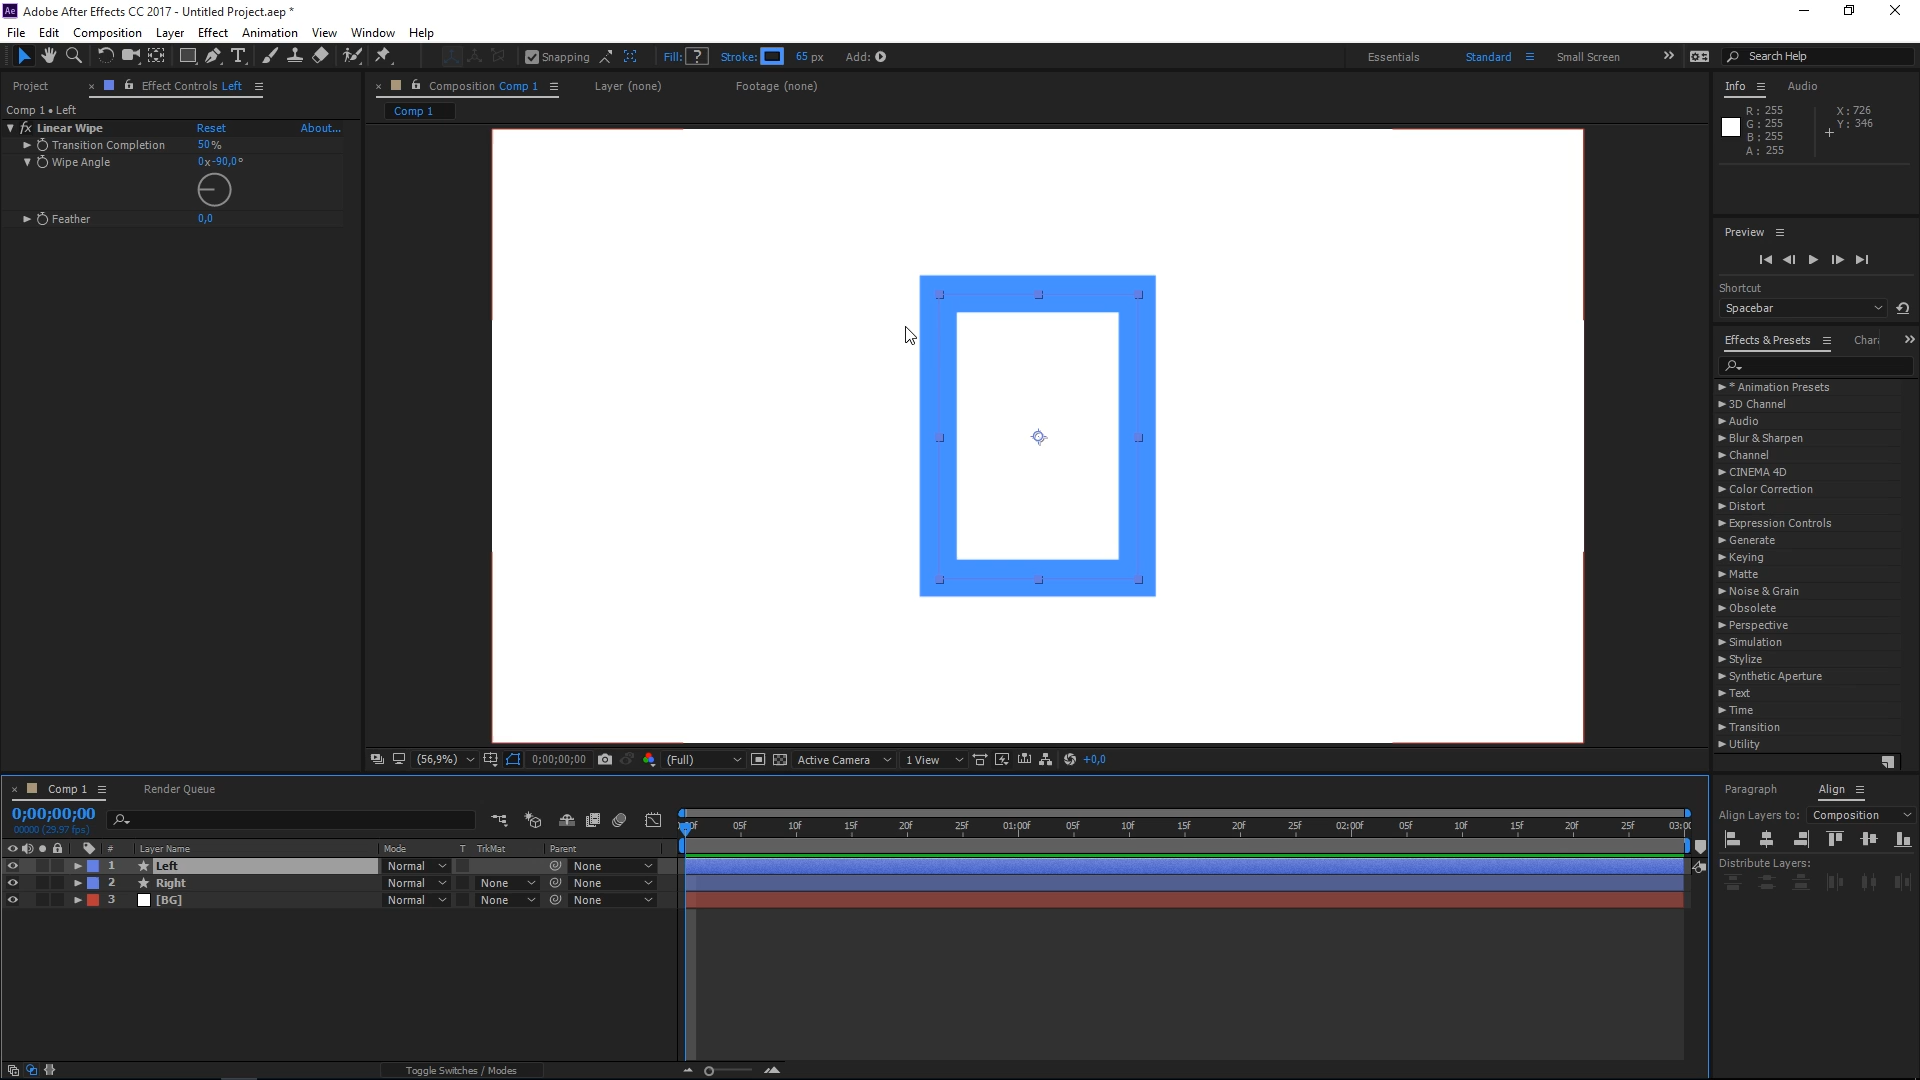 Ae Adobe After Effects CC 2017 - Untitled Project.aep *
File Edit Composition Layer Effect Animation View Window Help
Snapping Fill: ? Stroke: 65 px Add: Essentials Standard Small Screen Search Help
Project Effect Controls Left
Comp 1 • Left
fx Linear Wipe Reset About...
Transition Completion 50%
Wipe Angle 0x-90,0°
Feather 0,0
Composition Comp 1 Layer (none) Footage (none)
Comp 1
(56,9%) 0;00;00;00 (Full) Active Camera 1 View +0,0
Info Audio
R: 255 X: 726
G: 255 Y: 346
B: 255
A: 255
Preview
Shortcut
Spacebar
Effects & Presets
* Animation Presets
3D Channel
Audio
Blur & Sharpen
Channel
CINEMA 4D
Color Correction
Distort
Expression Controls
Generate
Keying
Matte
Noise & Grain
Obsolete
Perspective
Simulation
Stylize
Synthetic Aperture
Text
Time
Transition
Utility
Comp 1 Render Queue
0;00;00;00
00000 (29.97 fps)
05f 10f 15f 20f 25f 01:00f 05f 10f 15f 20f 25f 02:00f 05f 10f 15f 20f 25f
# Layer Name Mode T TrkMat Parent
1 Left Normal None
2 Right Normal None None
3 [BG] Normal None None
Toggle Switches / Modes
Paragraph Align
Align Layers to: Composition
Distribute Layers: